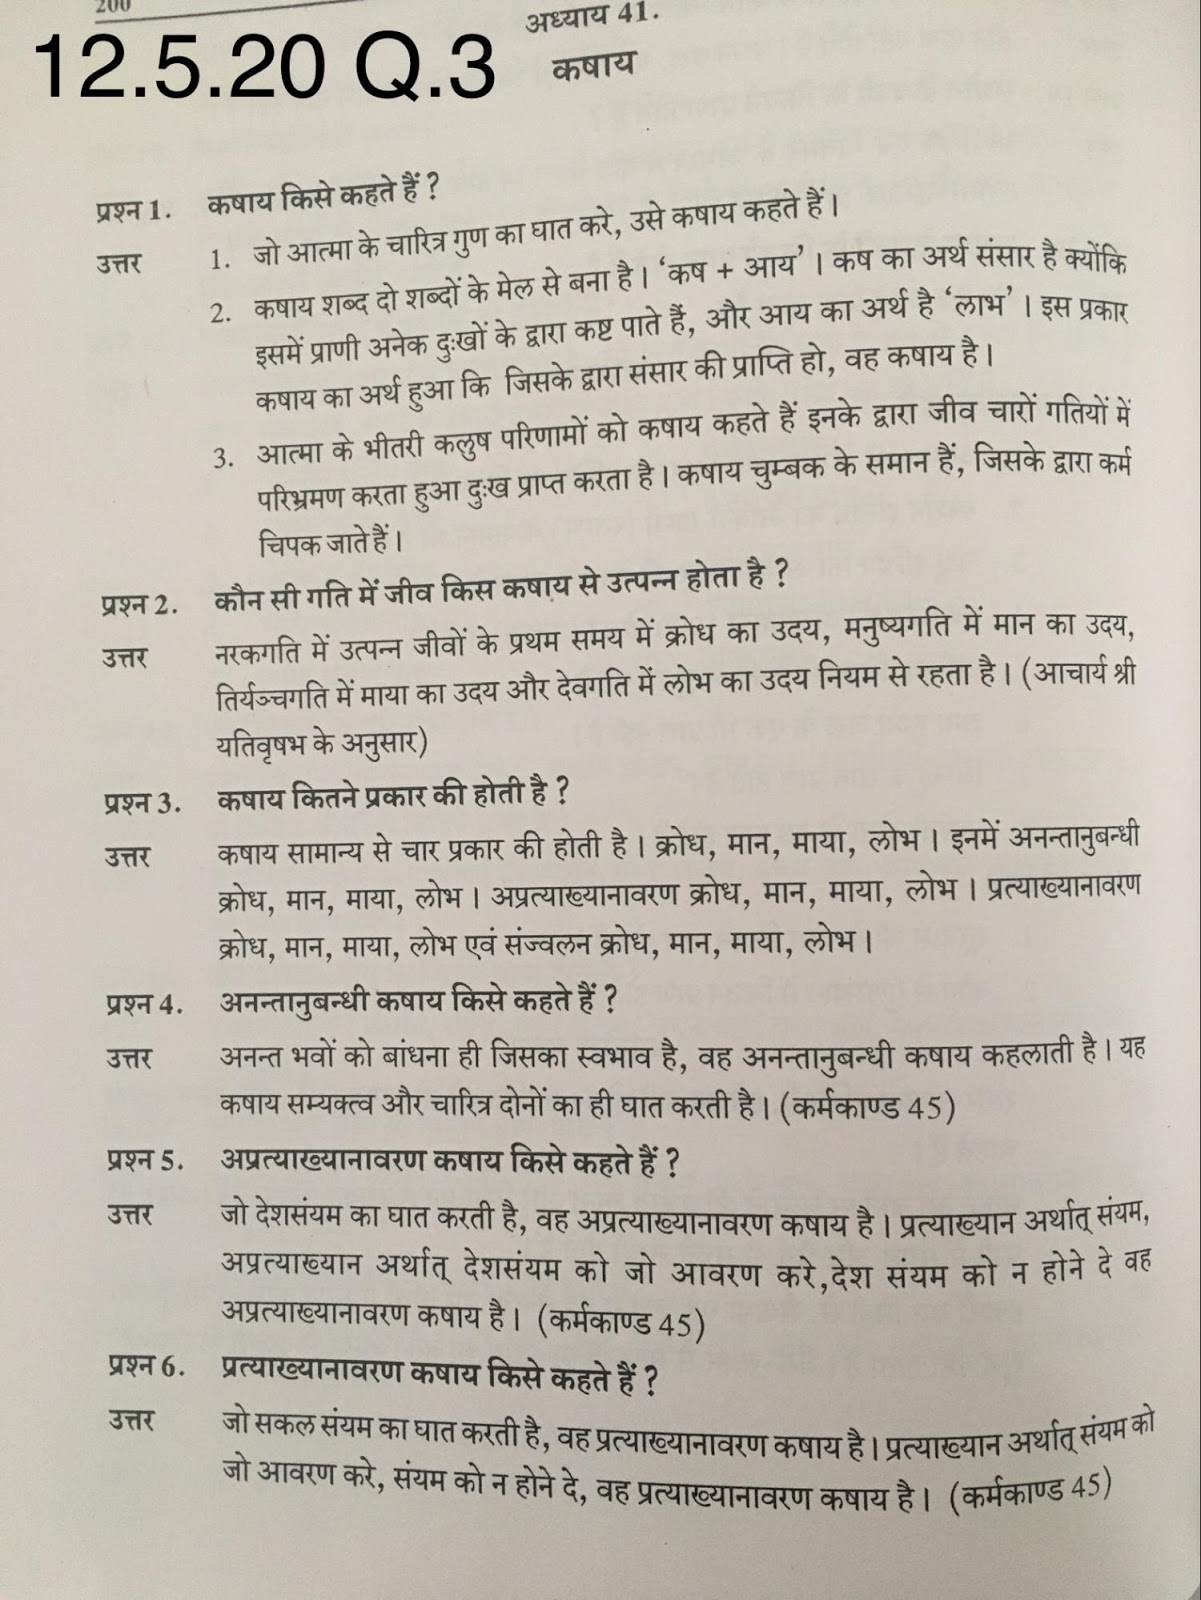 200
अध्याय 41.
12.5.20 Q.3
कषाय
प्रश्न 1. कषाय किसे कहते हैं ?
उत्तर 1. जो आत्मा के चारित्र गुण का घात करे, उसे कषाय कहते हैं।
2. कषाय शब्द दो शब्दों के मेल से बना है। ‘कष + आय’। कष का अर्थ संसार है क्योंकि
इसमें प्राणी अनेक दुःखों के द्वारा कष्ट पाते हैं, और आय का अर्थ है ‘लाभ’। इस प्रकार
कषाय का अर्थ हुआ कि जिसके द्वारा संसार की प्राप्ति हो, वह कषाय है।
3. आत्मा के भीतरी कलुष परिणामों को कषाय कहते हैं इनके द्वारा जीव चारों गतियों में
परिभ्रमण करता हुआ दुःख प्राप्त करता है। कषाय चुम्बक के समान हैं, जिसके द्वारा कर्म
चिपक जाते हैं।
प्रश्न 2. कौन सी गति में जीव किस कषाय से उत्पन्न होता है ?
उत्तर नरकगति में उत्पन्न जीवों के प्रथम समय में क्रोध का उदय, मनुष्यगति में मान का उदय,
तिर्यञ्चगति में माया का उदय और देवगति में लोभ का उदय नियम से रहता है। (आचार्य श्री
यतिवृषभ के अनुसार)
प्रश्न 3. कषाय कितने प्रकार की होती है ?
उत्तर कषाय सामान्य से चार प्रकार की होती है। क्रोध, मान, माया, लोभ। इनमें अनन्तानुबन्धी
क्रोध, मान, माया, लोभ। अप्रत्याख्यानावरण क्रोध, मान, माया, लोभ। प्रत्याख्यानावरण
क्रोध, मान, माया, लोभ एवं संज्वलन क्रोध, मान, माया, लोभ।
प्रश्न 4. अनन्तानुबन्धी कषाय किसे कहते हैं ?
उत्तर अनन्त भवों को बांधना ही जिसका स्वभाव है, वह अनन्तानुबन्धी कषाय कहलाती है। यह
कषाय सम्यक्त्व और चारित्र दोनों का ही घात करती है। (कर्मकाण्ड 45)
प्रश्न 5. अप्रत्याख्यानावरण कषाय किसे कहते हैं ?
उत्तर जो देशसंयम का घात करती है, वह अप्रत्याख्यानावरण कषाय है। प्रत्याख्यान अर्थात् संयम,
अप्रत्याख्यान अर्थात् देशसंयम को जो आवरण करे,देश संयम को न होने दे वह
अप्रत्याख्यानावरण कषाय है। (कर्मकाण्ड 45)
प्रश्न 6. प्रत्याख्यानावरण कषाय किसे कहते हैं ?
उत्तर जो सकल संयम का घात करती है, वह प्रत्याख्यानावरण कषाय है। प्रत्याख्यान अर्थात् संयम को
जो आवरण करे, संयम को न होने दे, वह प्रत्याख्यानावरण कषाय है। (कर्मकाण्ड 45)